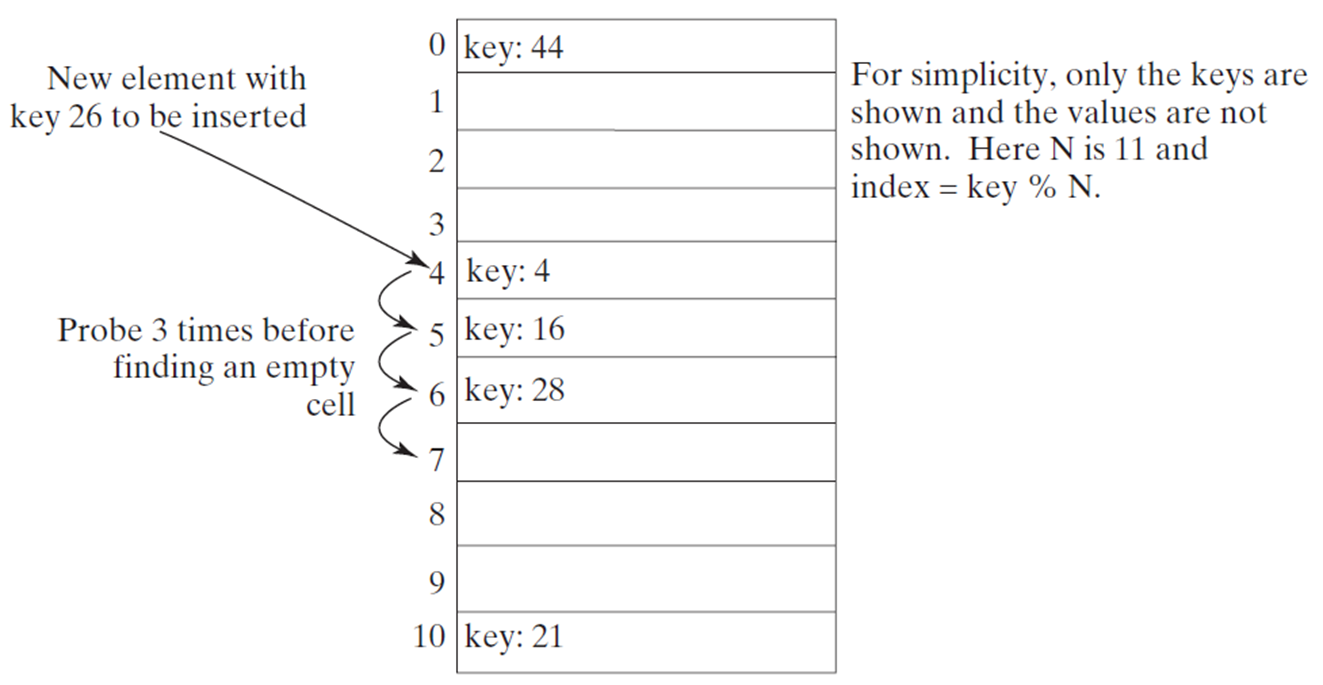 New element with
key 26 to be inserted
Probe 3 times before
finding an empty
cell
0 key: 44
1
2
3
4 key: 4
5 key: 16
6 key: 28
7
8
9
10 key: 21
For simplicity, only the keys are
shown and the values are not
shown. Here N is 11 and
index = key % N.